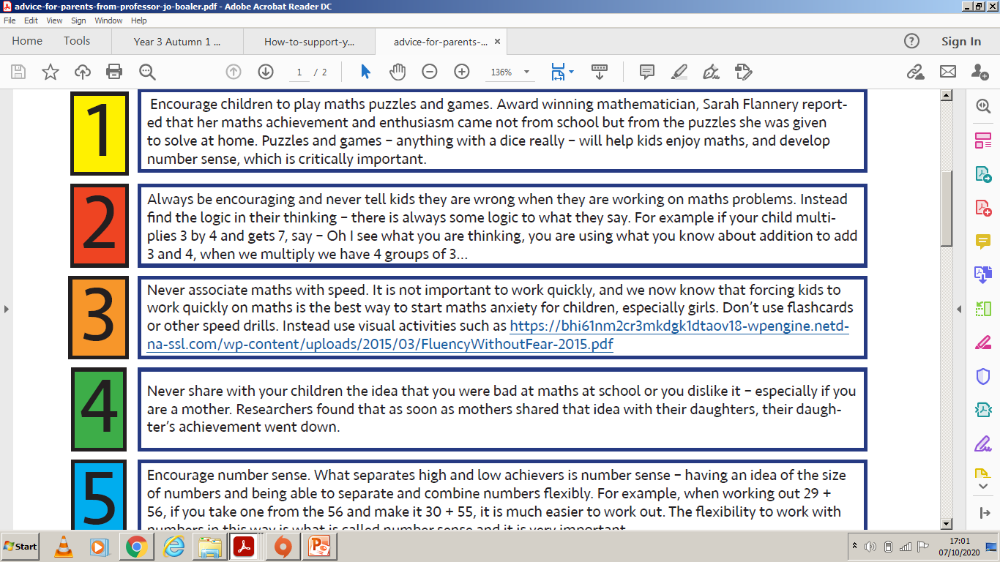 advice-for-parents-from-professor-jo-boaler.pdf - Adobe Acrobat Reader DC
File Edit View Sign Window Help
Home Tools Year 3 Autumn 1 ... How-to-support-y... advice-for-parents-... × Sign In
1 / 2 136%
1
Encourage children to play maths puzzles and games. Award winning mathematician, Sarah Flannery report-
ed that her maths achievement and enthusiasm came not from school but from the puzzles she was given
to solve at home. Puzzles and games – anything with a dice really – will help kids enjoy maths, and develop
number sense, which is critically important.
2
Always be encouraging and never tell kids they are wrong when they are working on maths problems. Instead
find the logic in their thinking – there is always some logic to what they say. For example if your child multi-
plies 3 by 4 and gets 7, say – Oh I see what you are thinking, you are using what you know about addition to add
3 and 4, when we multiply we have 4 groups of 3...
3
Never associate maths with speed. It is not important to work quickly, and we now know that forcing kids to
work quickly on maths is the best way to start maths anxiety for children, especially girls. Don't use flashcards
or other speed drills. Instead use visual activities such as https://bhi61nm2cr3mkdgk1dtaov18-wpengine.netd-
na-ssl.com/wp-content/uploads/2015/03/FluencyWithoutFear-2015.pdf
4
Never share with your children the idea that you were bad at maths at school or you dislike it – especially if you
are a mother. Researchers found that as soon as mothers shared that idea with their daughters, their daugh-
ter's achievement went down.
5
Encourage number sense. What separates high and low achievers is number sense – having an idea of the size
of numbers and being able to separate and combine numbers flexibly. For example, when working out 29 +
56, if you take one from the 56 and make it 30 + 55, it is much easier to work out. The flexibility to work with
numbers in this way is what is called number sense and it is very important
Start 17:01
07/10/2020